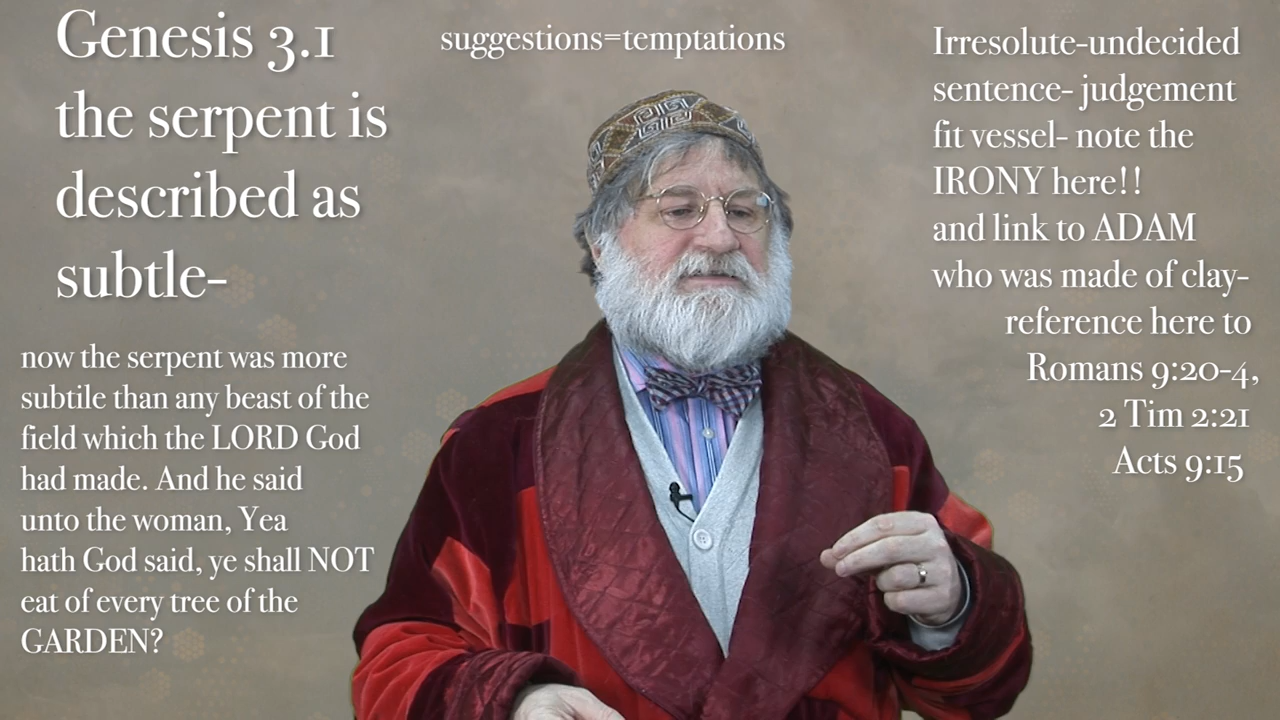 Genesis 3.1
the serpent is
described as
subtle-
now the serpent was more
subtile than any beast of the
field which the LORD God
had made. And he said
unto the woman, Yea
hath God said, ye shall NOT
eat of every tree of the
GARDEN?
suggestions=temptations
Irresolute-undecided
sentence- judgement
fit vessel- note the
IRONY here!!
and link to ADAM
who was made of clay-
reference here to
Romans 9:20-4,
2 Tim 2:21
Acts 9:15